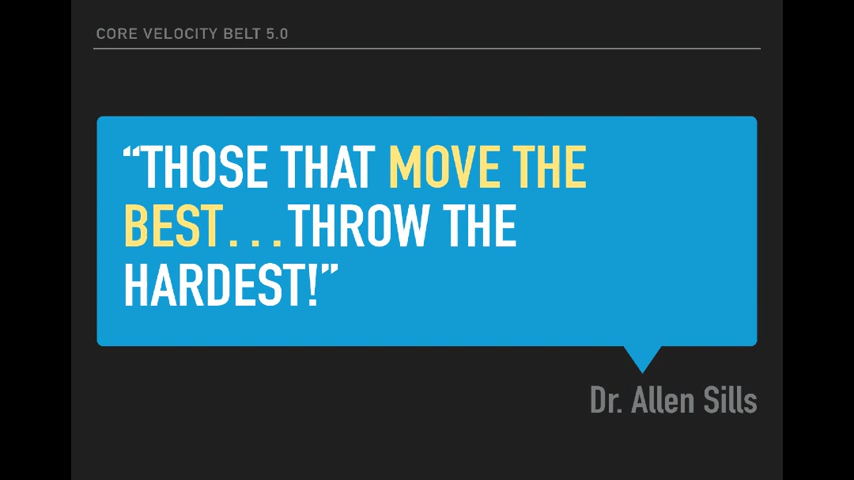 CORE VELOCITY BELT 5.0
“THOSE THAT MOVE THE
BEST...THROW THE
HARDEST!”
Dr. Allen Sills